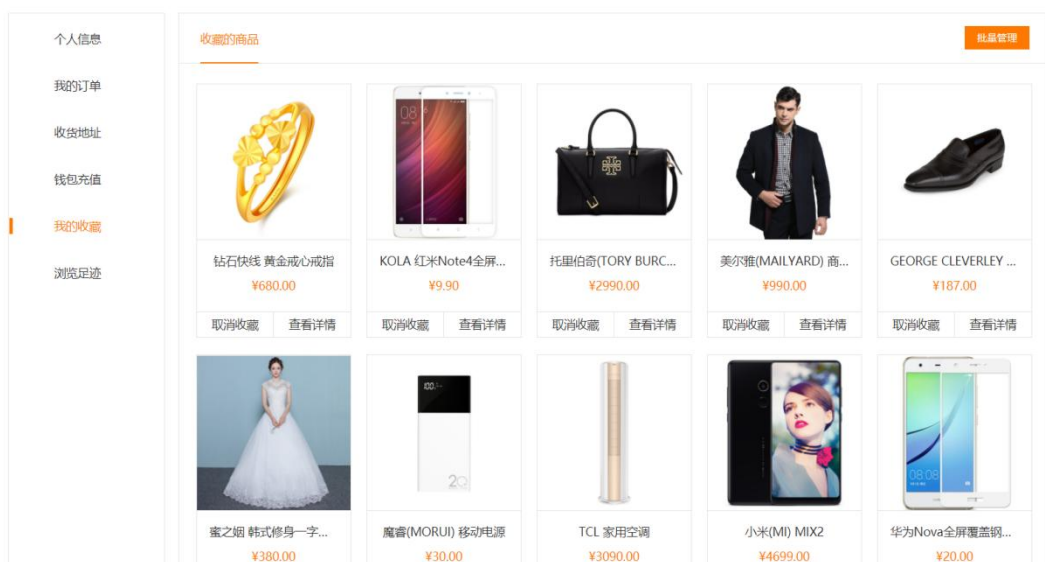 个人信息
我的订单
收货地址
钱包充值
我的收藏
浏览足迹
收藏的商品
批量管理
钻石快线 黄金戒心戒指
KOLA 红米Note4全屏...
托里伯奇(TORY BURC...
美尔雅(MAILYARD) 商...
GEORGE CLEVERLEY ...
¥680.00
¥9.90
¥2990.00
¥990.00
¥187.00
取消收藏 查看详情
取消收藏 查看详情
取消收藏 查看详情
取消收藏 查看详情
取消收藏 查看详情
蜜之姻 韩式修身一字...
魔睿(MORUI) 移动电源
TCL 家用空调
小米(MI) MIX2
华为Nova全屏覆盖钢...
¥380.00
¥30.00
¥3090.00
¥4699.00
¥20.00